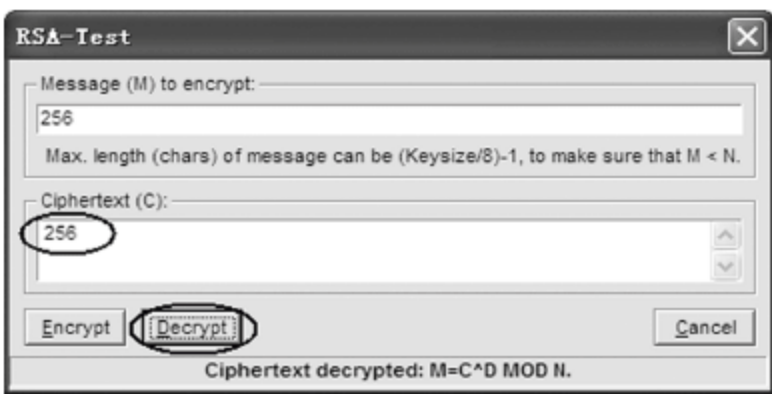 RSA-Test
Message (M) to encrypt:
256
Max. length (chars) of message can be (Keysize/8)-1, to make sure that M < N.
Ciphertext (C):
256
Encrypt
Decrypt
Cancel
Ciphertext decrypted: M=C^D MOD N.